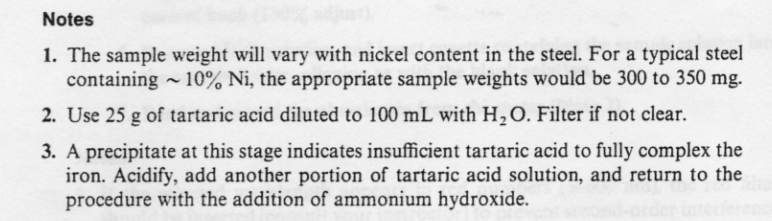 Notes
1. The sample weight will vary with nickel content in the steel. For a typical steel
containing ~ 10% Ni, the appropriate sample weights would be 300 to 350 mg.
2. Use 25 g of tartaric acid diluted to 100 mL with H₂O. Filter if not clear.
3. A precipitate at this stage indicates insufficient tartaric acid to fully complex the
iron. Acidify, add another portion of tartaric acid solution, and return to the
procedure with the addition of ammonium hydroxide.